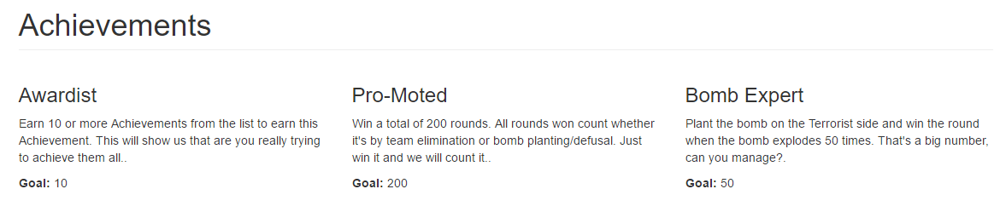 Achievements
Awardist
Earn 10 or more Achievements from the list to earn this
Achievement. This will show us that are you really trying
to achieve them all..
Goal: 10
Pro-Moted
Win a total of 200 rounds. All rounds won count whether
it's by team elimination or bomb planting/defusal. Just
win it and we will count it..
Goal: 200
Bomb Expert
Plant the bomb on the Terrorist side and win the round
when the bomb explodes 50 times. That's a big number,
can you manage?.
Goal: 50